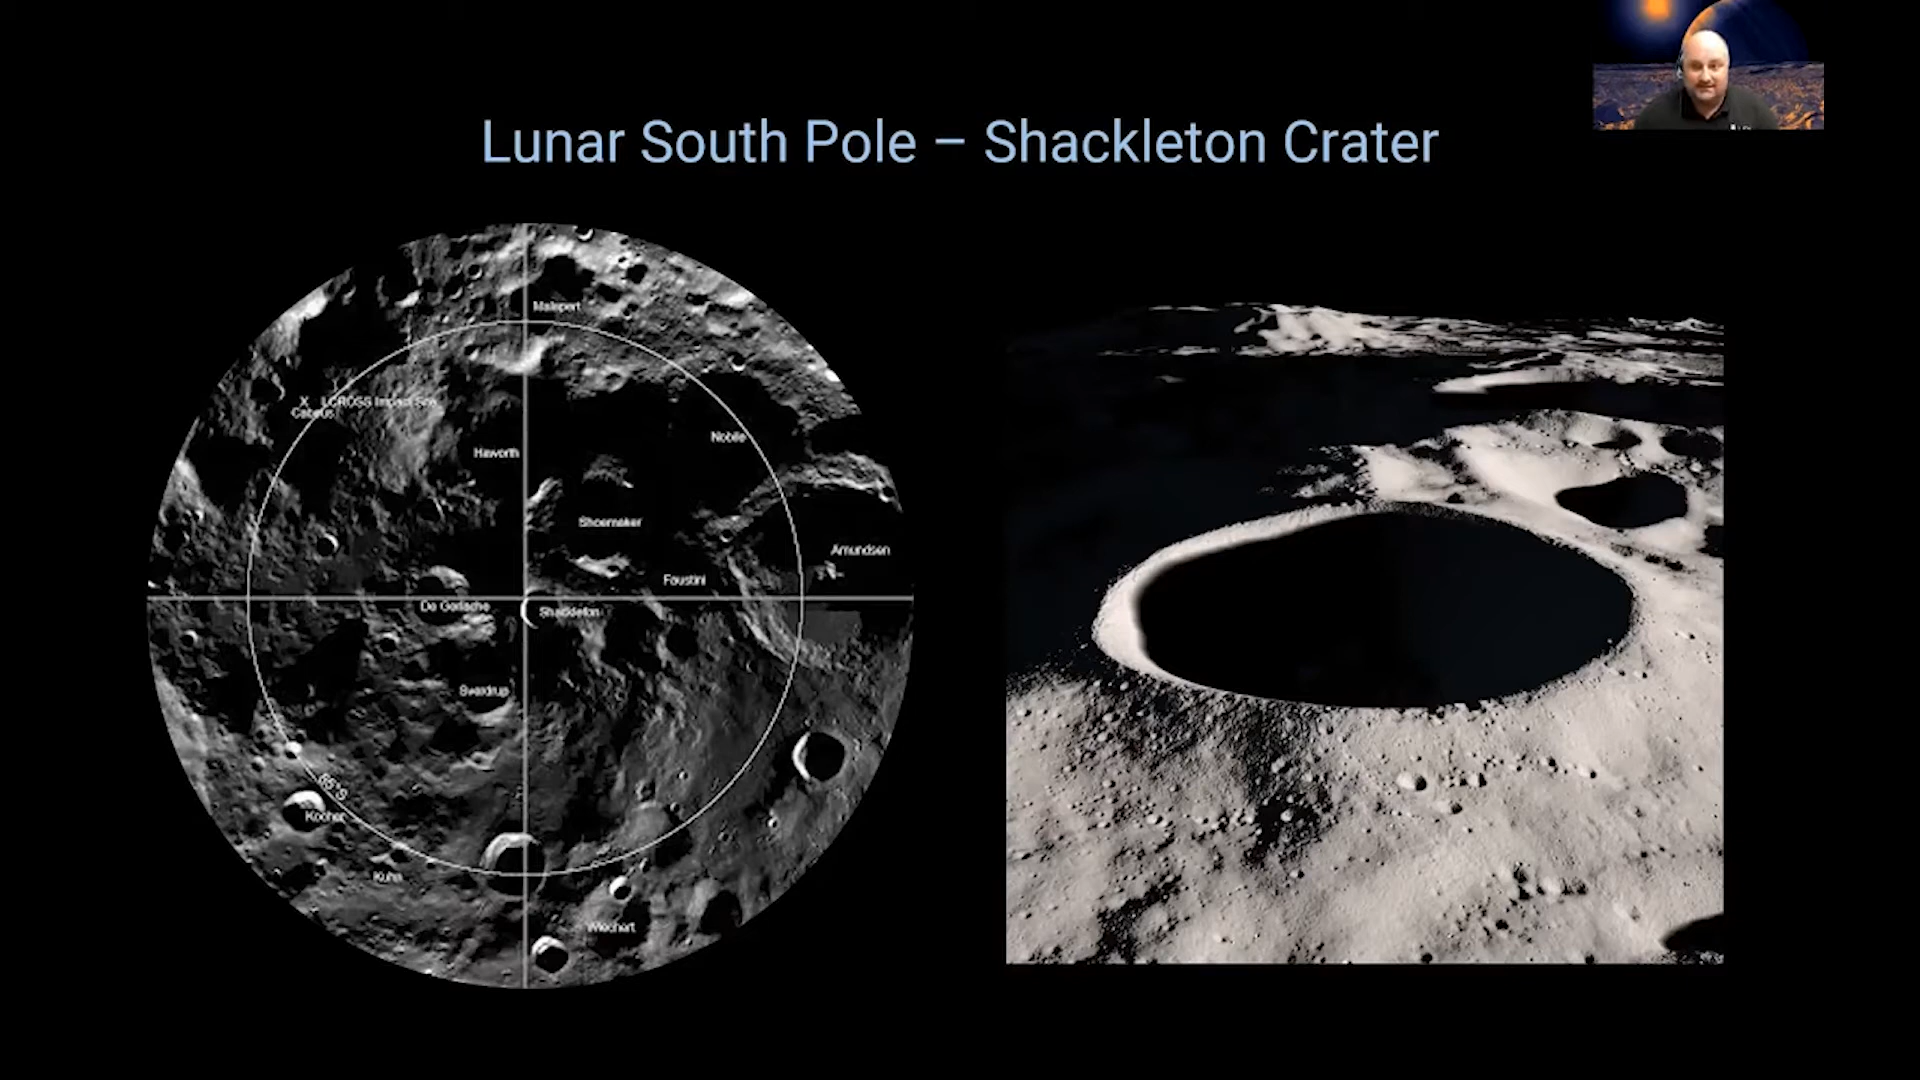 Lunar South Pole – Shackleton Crater
Malapert
X LCROSS Impact Site
Cabeus
Nobile
Haworth
Shoemaker
Amundsen
Faustini
De Gerlache
Shackleton
Sverdrup
85°S
Kocher
Kuhn
Wiechert